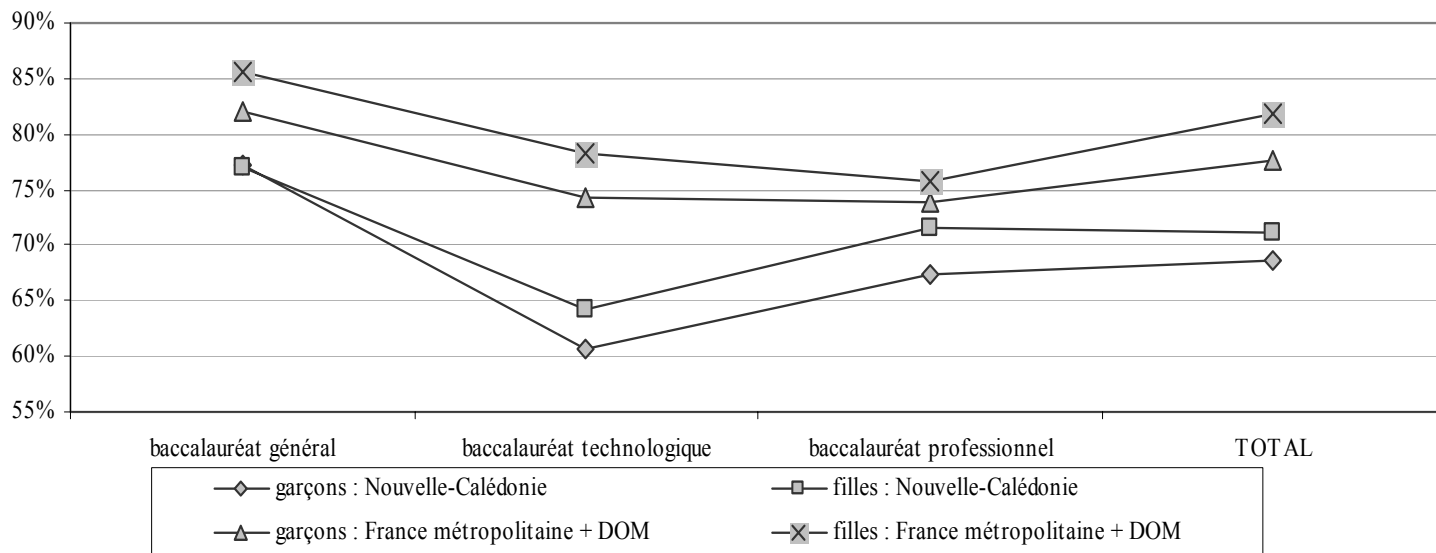 90%
85%
80%
75%
70%
65%
60%
55%
baccalauréat général baccalauréat technologique baccalauréat professionnel TOTAL
garçons : Nouvelle-Calédonie filles : Nouvelle-Calédonie
garçons : France métropolitaine + DOM filles : France métropolitaine + DOM